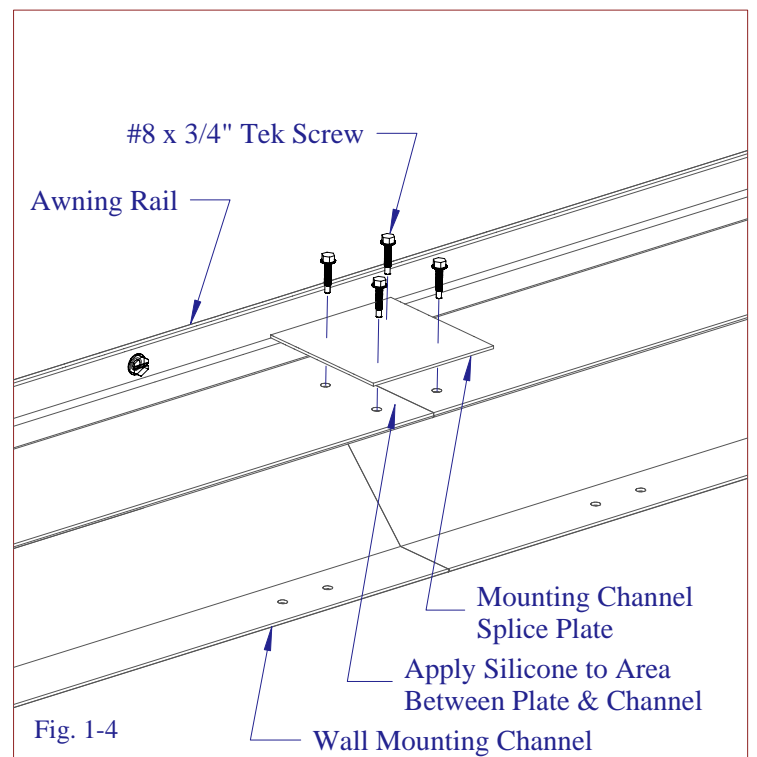 #8 x 3/4" Tek Screw
Awning Rail
Mounting Channel
Splice Plate
Apply Silicone to Area
Between Plate & Channel
Fig. 1-4
Wall Mounting Channel